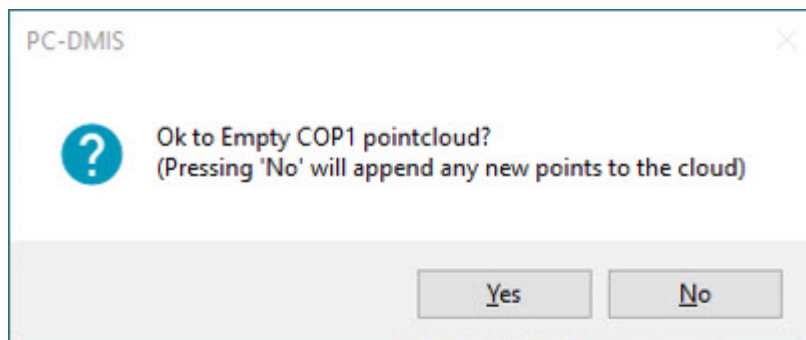 PC-DMIS
Ok to Empty COP1 pointcloud?
(Pressing 'No' will append any new points to the cloud)
Yes
No